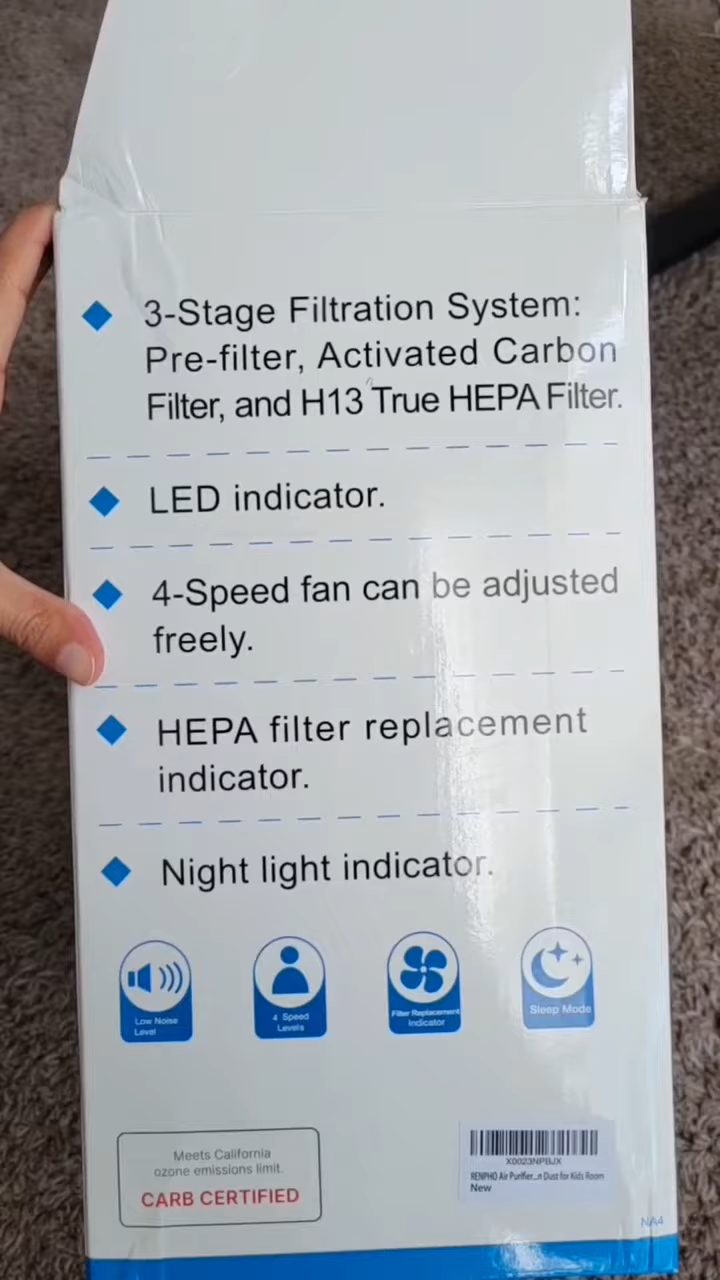 3-Stage Filtration System:
Pre-filter, Activated Carbon
Filter, and H13 True HEPA Filter.
LED indicator.
4-Speed fan can be adjusted
freely.
HEPA filter replacement
indicator.
Night light indicator.
Low Noise
Level
4 Speed
Levels
Filter Replacement
Indicator
Sleep Mode
Meets California
ozone emissions limit.
CARB CERTIFIED
X0023NPBJX
RENPHO Air Purifier...n Dust for Kids Room
New
NA4